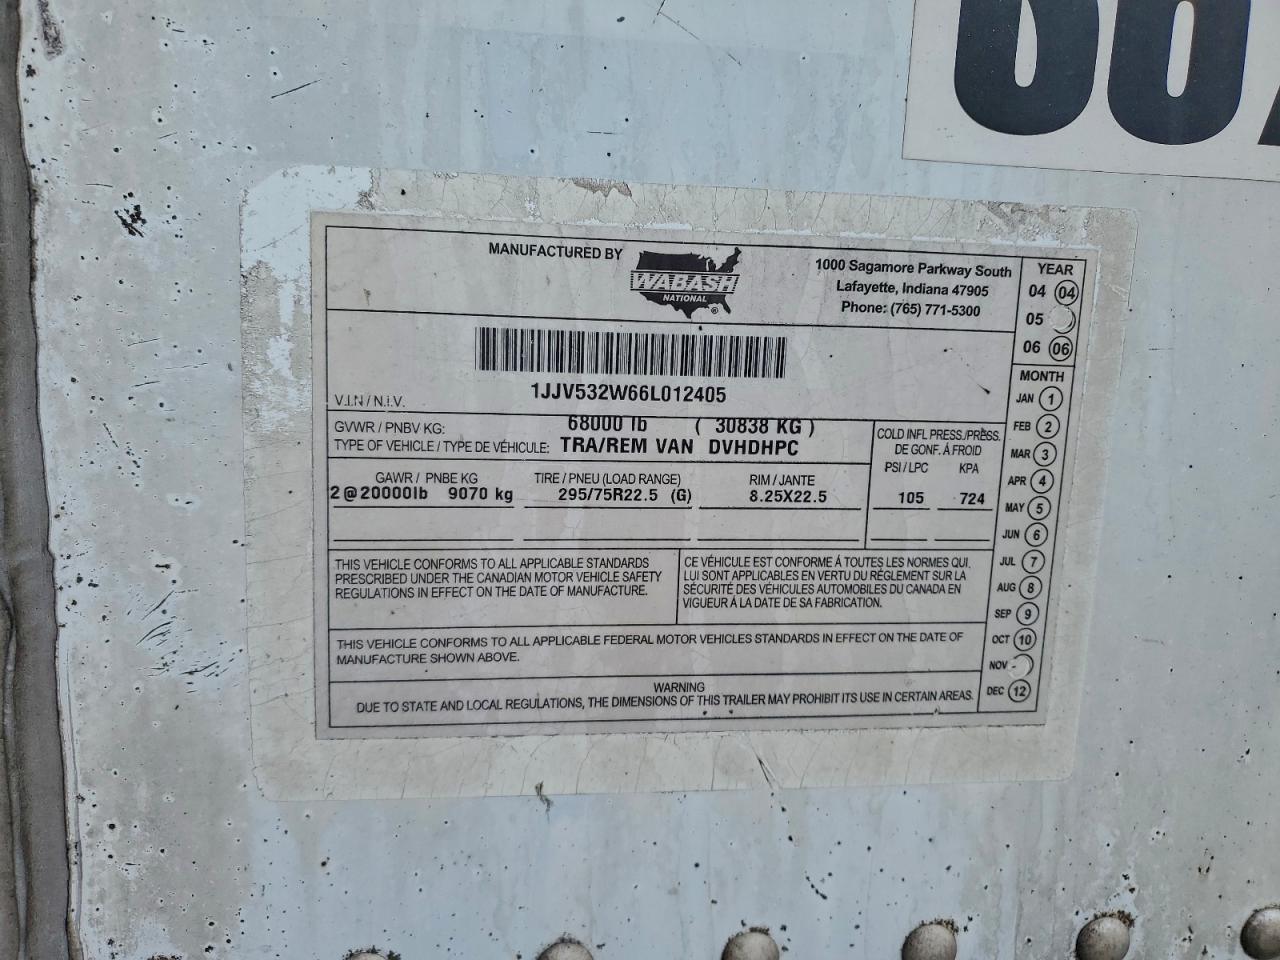 MANUFACTURED BY
WABASH
NATIONAL
®
1000 Sagamore Parkway South
Lafayette, Indiana 47905
Phone: (765) 771-5300
YEAR
04 04
05
06 06
1JJV532W66L012405
V.I.N / N.I.V.
GVWR / PNBV KG: 68000 lb ( 30838 KG )
TYPE OF VEHICLE / TYPE DE VÉHICULE: TRA/REM VAN DVHDHPC
GAWR / PNBE KG TIRE / PNEU (LOAD RANGE) RIM / JANTE
2@20000lb 9070 kg 295/75R22.5 (G) 8.25X22.5
COLD INFL PRESS./PRESS.
DE GONF. À FROID
PSI / LPC KPA
105 724
THIS VEHICLE CONFORMS TO ALL APPLICABLE STANDARDS
PRESCRIBED UNDER THE CANADIAN MOTOR VEHICLE SAFETY
REGULATIONS IN EFFECT ON THE DATE OF MANUFACTURE.
CE VÉHICULE EST CONFORME À TOUTES LES NORMES QUI
LUI SONT APPLICABLES EN VERTU DU RÈGLEMENT SUR LA
SÉCURITÉ DES VÉHICULES AUTOMOBILES DU CANADA EN
VIGUEUR À LA DATE DE SA FABRICATION.
THIS VEHICLE CONFORMS TO ALL APPLICABLE FEDERAL MOTOR VEHICLES STANDARDS IN EFFECT ON THE DATE OF
MANUFACTURE SHOWN ABOVE.
WARNING
DUE TO STATE AND LOCAL REGULATIONS, THE DIMENSIONS OF THIS TRAILER MAY PROHIBIT ITS USE IN CERTAIN AREAS.
MONTH
JAN 1
FEB 2
MAR 3
APR 4
MAY 5
JUN 6
JUL 7
AUG 8
SEP 9
OCT 10
NOV
DEC 12